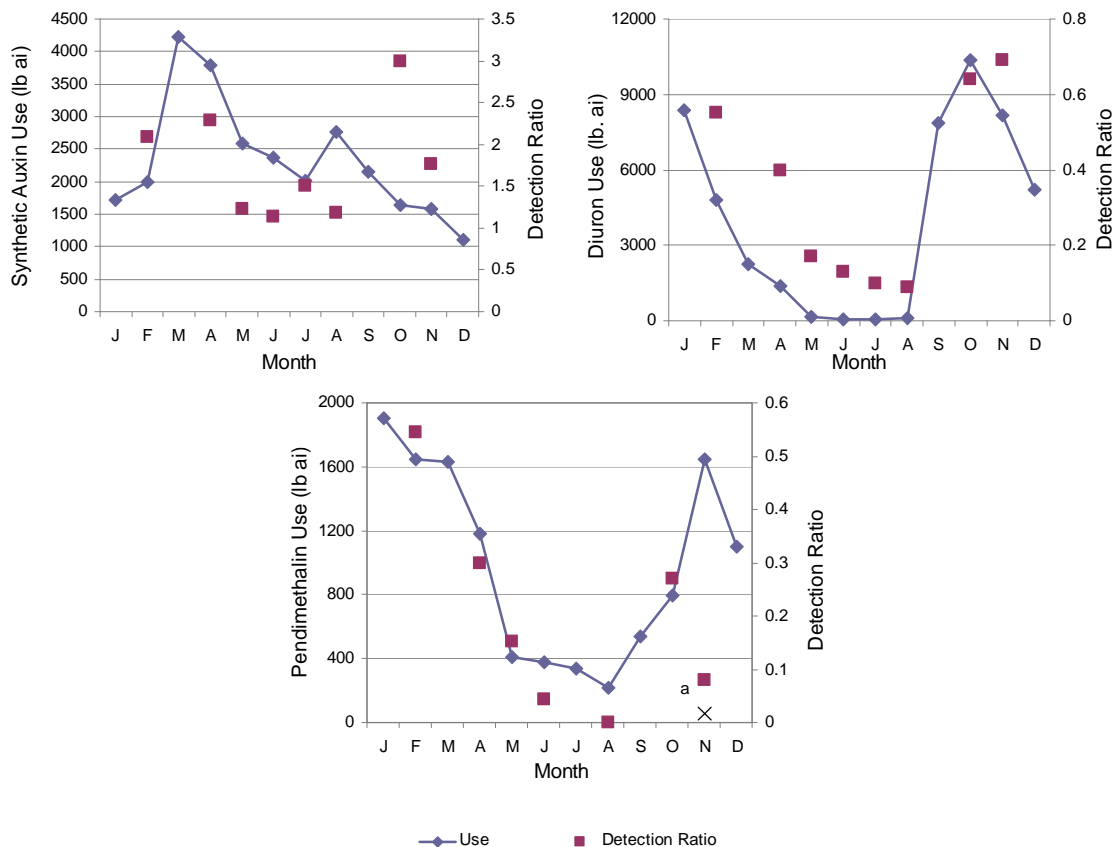 Synthetic Auxin Use (lb ai)
4500
4000
3500
3000
2500
2000
1500
1000
500
0
3.5
3
2.5
2
1.5
1
0.5
0
Detection Ratio
J F M A M J J A S O N D
Month
Diuron Use (lb. ai)
12000
9000
6000
3000
0
0.8
0.6
0.4
0.2
0
Detection Ratio
J F M A M J J A S O N D
Month
Pendimethalin Use (lb ai)
2000
1600
1200
800
400
0
0.6
0.5
0.4
0.3
0.2
0.1
0
Detection Ratio
a
J F M A M J J A S O N D
Month
Use Detection Ratio